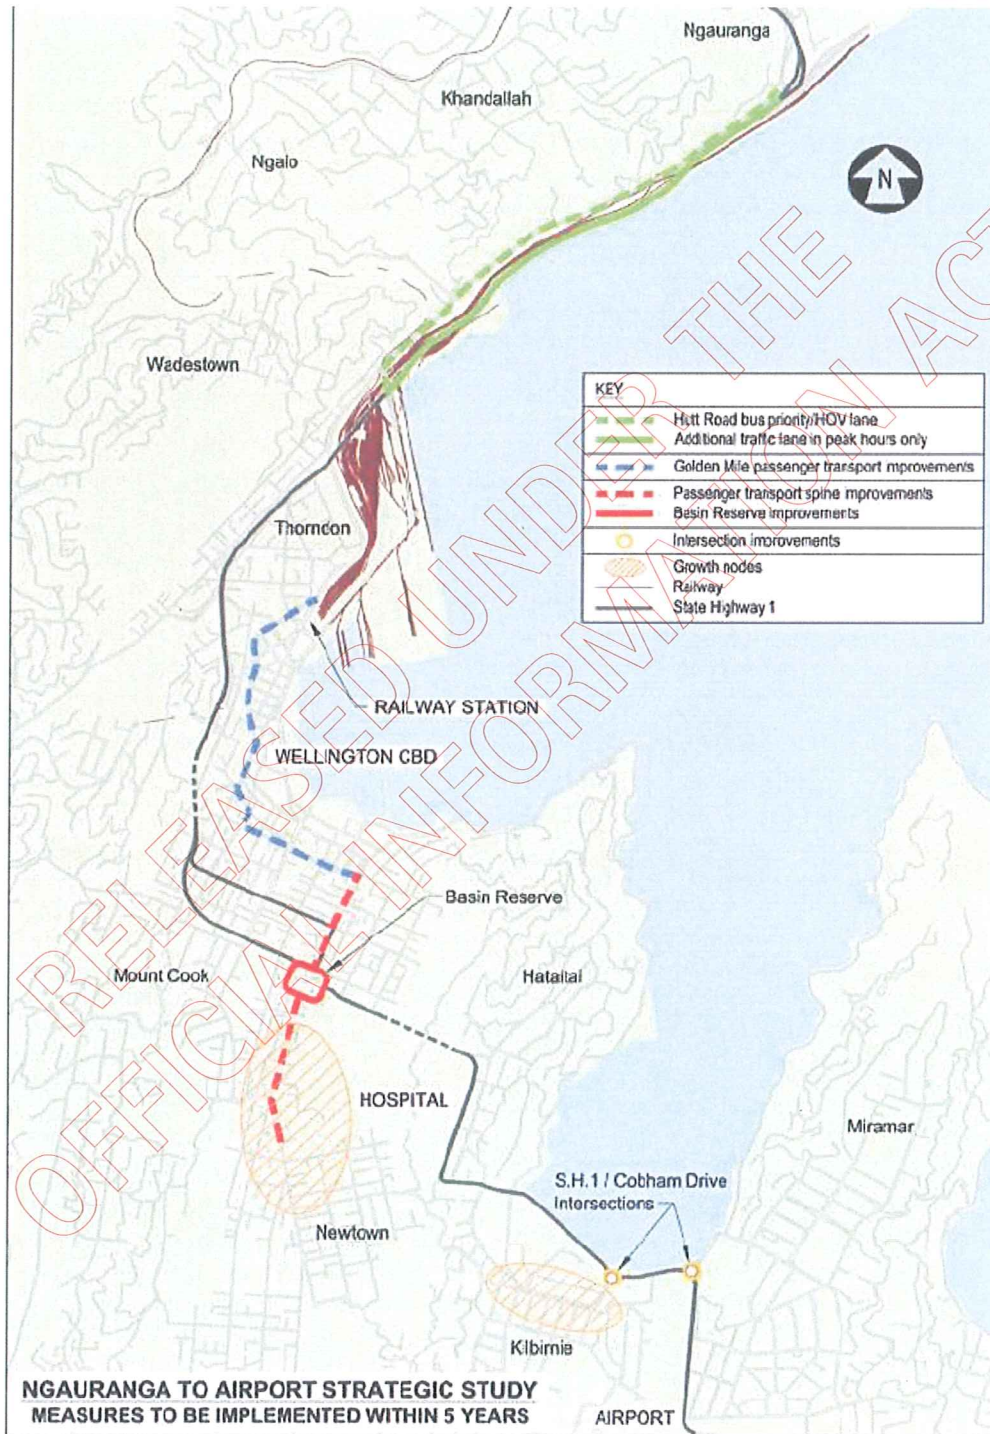 Ngauranga
Khandallah
Ngaio
N
Wadestown
KEY
Hutt Road bus priority/HOV lane
Additional traffic lane in peak hours only
Golden Mile passenger transport mprovements
Passenger transport spine mprovements
Basin Reserve improvements
Intersection improvements
Growth nodes
Railway
State Highway 1
Thorndon
RAILWAY STATION
WELLINGTON CBD
Basin Reserve
Mount Cook
Hataitai
HOSPITAL
Miramar
S.H.1 / Cobham Drive
Intersections
Newtown
Kilbirnie
NGAURANGA TO AIRPORT STRATEGIC STUDY
MEASURES TO BE IMPLEMENTED WITHIN 5 YEARS
AIRPORT
RELEASED UNDER THE
OFFICIAL INFORMATION ACT